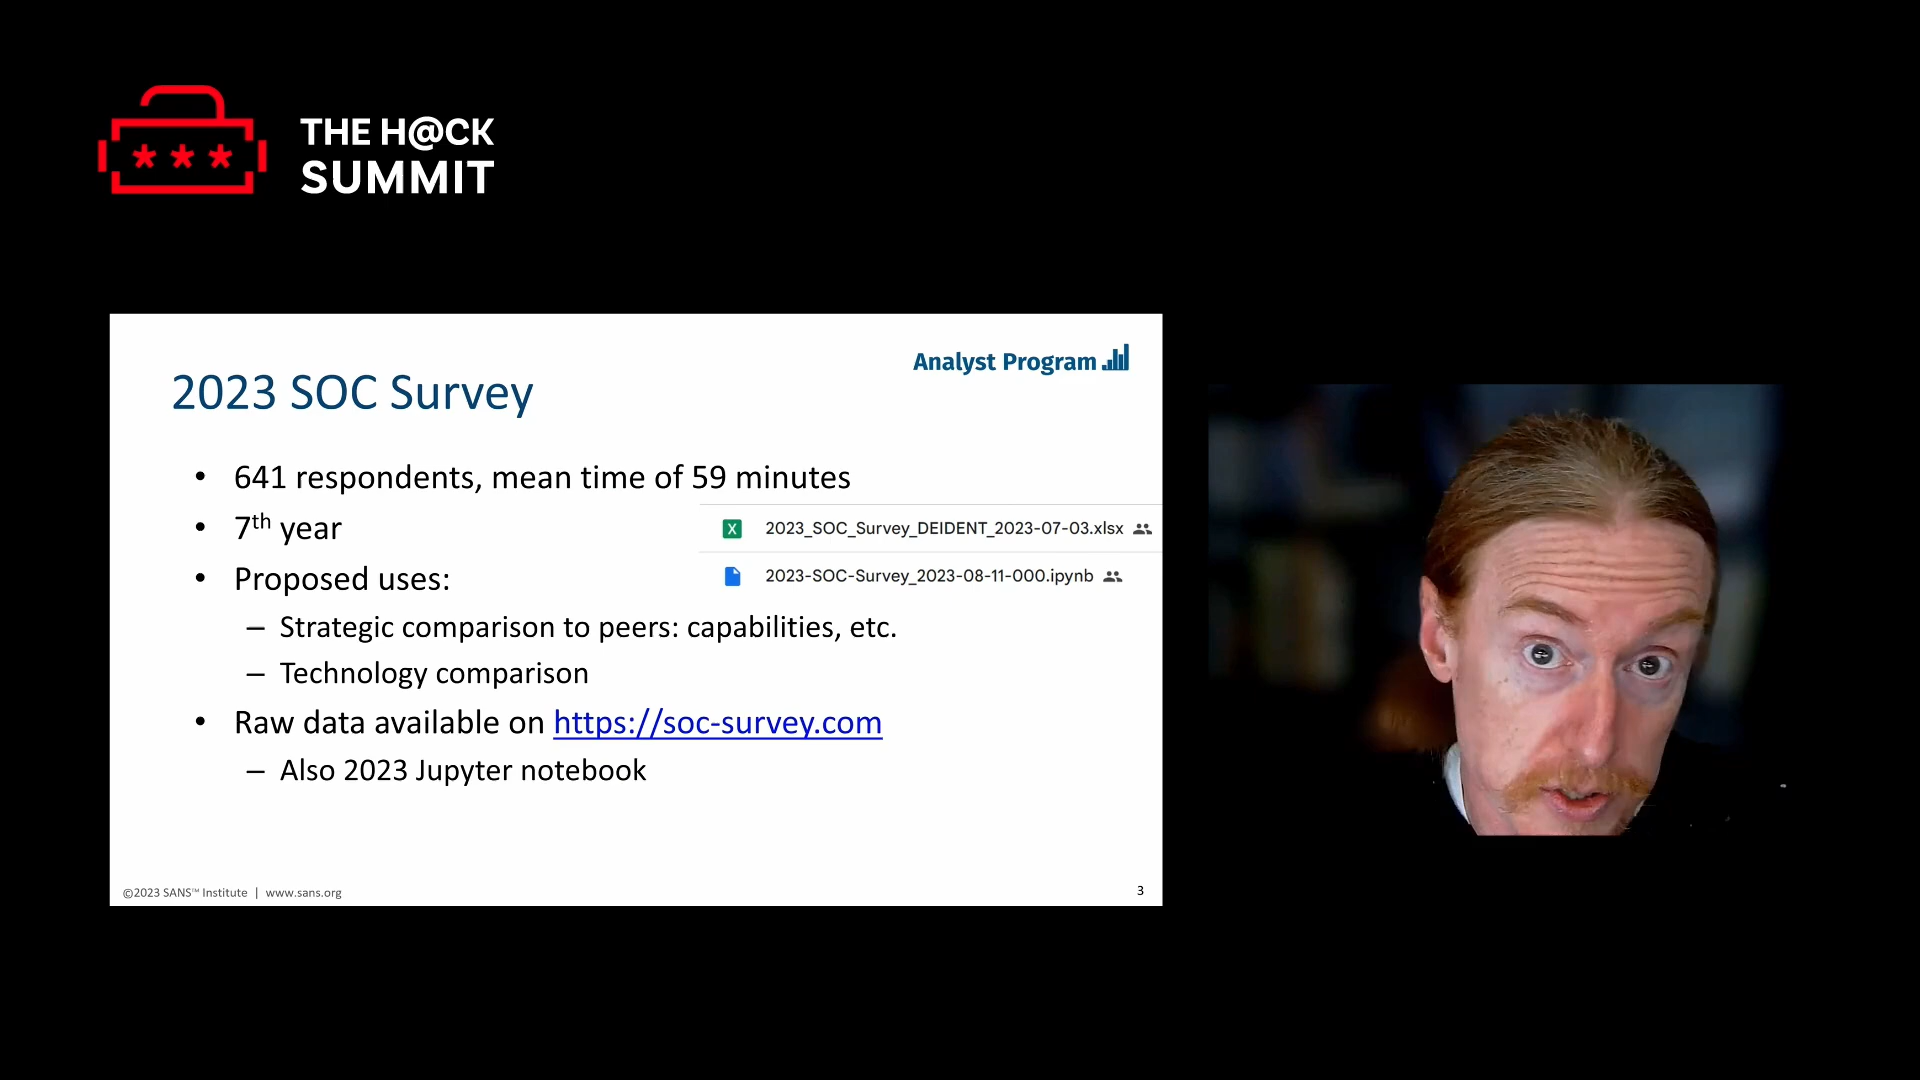 ***
THE H@CK
SUMMIT
Analyst Program
2023 SOC Survey
• 641 respondents, mean time of 59 minutes
• 7th year
2023_SOC_Survey_DEIDENT_2023-07-03.xlsx
2023-SOC-Survey_2023-08-11-000.ipynb
• Proposed uses:
– Strategic comparison to peers: capabilities, etc.
– Technology comparison
• Raw data available on https://soc-survey.com
– Also 2023 Jupyter notebook
©2023 SANS™ Institute | www.sans.org
3